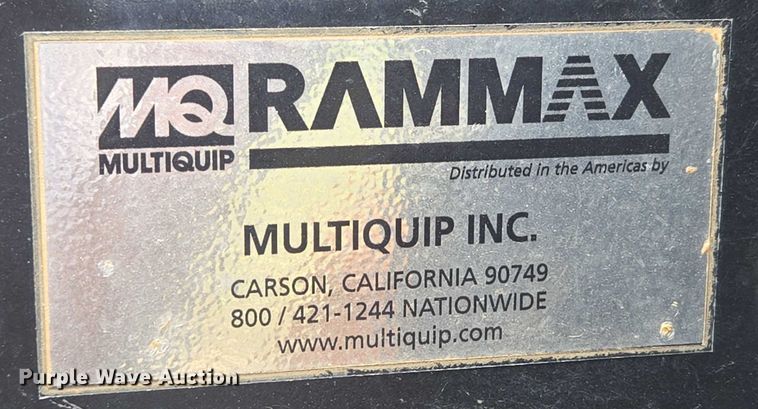 MQ RAMMAX
MULTIQUIP
Distributed in the Americas by
MULTIQUIP INC.
CARSON, CALIFORNIA 90749
800 / 421-1244 NATIONWIDE
www.multiquip.com
Purple Wave Auction